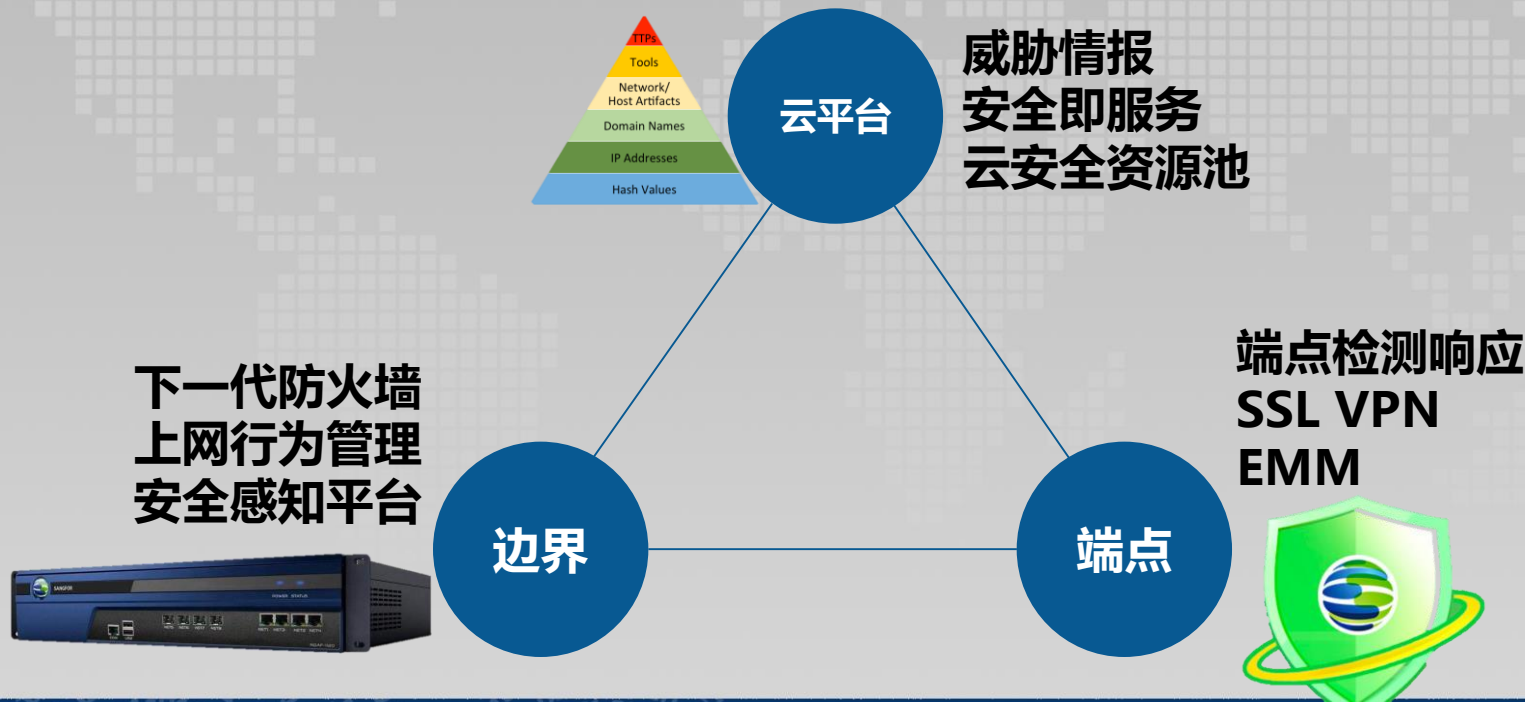 TTPs
Tools
Network/
Host Artifacts
Domain Names
IP Addresses
Hash Values
云平台
威胁情报
安全即服务
云安全资源池
下一代防火墙
上网行为管理
安全感知平台
边界
端点检测响应
SSL VPN
EMM
端点
SANGFOR
POWER STATUS